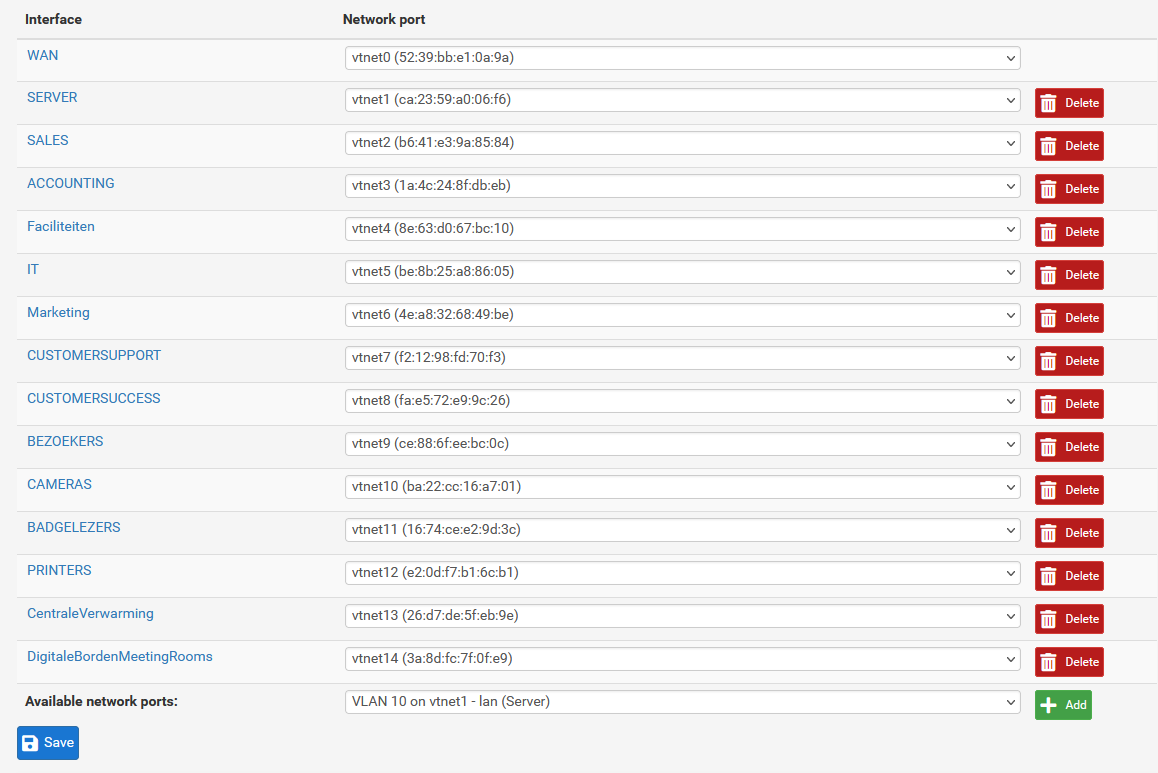 Interface Network port
WAN vtnet0 (52:39:bb:e1:0a:9a)
SERVER vtnet1 (ca:23:59:a0:06:f6) Delete
SALES vtnet2 (b6:41:e3:9a:85:84) Delete
ACCOUNTING vtnet3 (1a:4c:24:8f:db:eb) Delete
Faciliteiten vtnet4 (8e:63:d0:67:bc:10) Delete
IT vtnet5 (be:8b:25:a8:86:05) Delete
Marketing vtnet6 (4e:a8:32:68:49:be) Delete
CUSTOMERSUPPORT vtnet7 (f2:12:98:fd:70:f3) Delete
CUSTOMERSUCCESS vtnet8 (fa:e5:72:e9:9c:26) Delete
BEZOEKERS vtnet9 (ce:88:6f:ee:bc:0c) Delete
CAMERAS vtnet10 (ba:22:cc:16:a7:01) Delete
BADGELEZERS vtnet11 (16:74:ce:e2:9d:3c) Delete
PRINTERS vtnet12 (e2:0d:f7:b1:6c:b1) Delete
CentraleVerwarming vtnet13 (26:d7:de:5f:eb:9e) Delete
DigitaleBordenMeetingRooms vtnet14 (3a:8d:fc:7f:0f:e9) Delete
Available network ports: VLAN 10 on vtnet1 - lan (Server) Add
Save